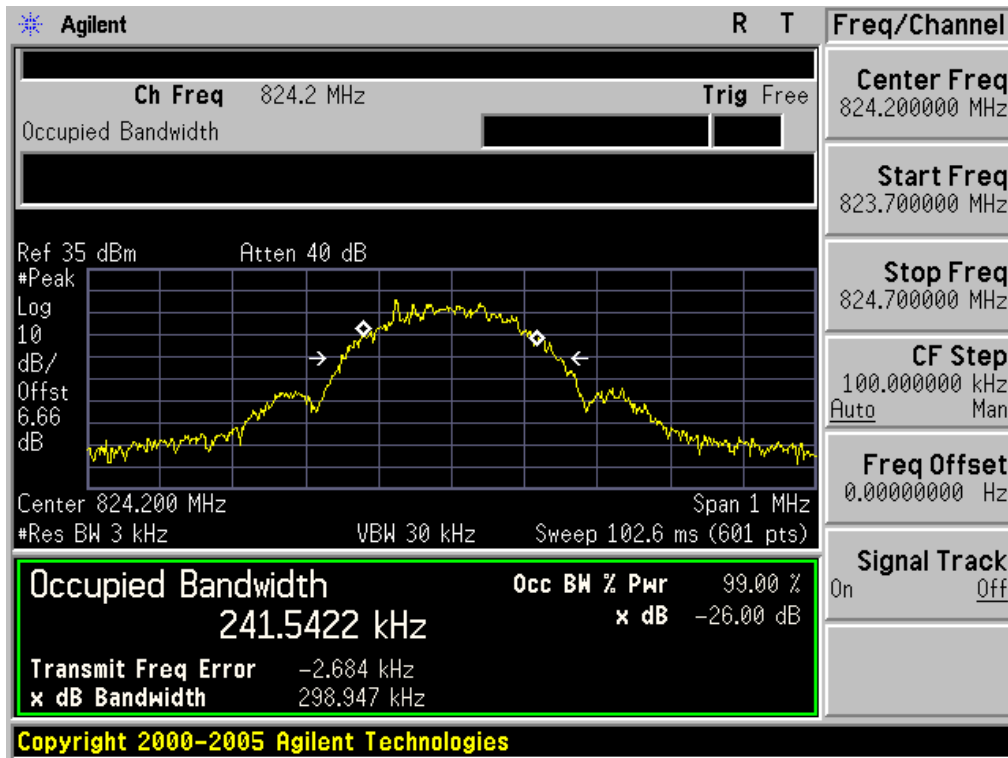 Agilent R T
Ch Freq 824.2 MHz Trig Free
Occupied Bandwidth
Ref 35 dBm Atten 40 dB
#Peak
Log
10
dB/
Offst
6.66
dB
Center 824.200 MHz Span 1 MHz
#Res BW 3 kHz VBW 30 kHz Sweep 102.6 ms (601 pts)
Occupied Bandwidth
241.5422 kHz
Occ BW % Pwr 99.00 %
x dB -26.00 dB
Transmit Freq Error -2.684 kHz
x dB Bandwidth 298.947 kHz
Copyright 2000-2005 Agilent Technologies
Freq/Channel
Center Freq
824.200000 MHz
Start Freq
823.700000 MHz
Stop Freq
824.700000 MHz
CF Step
100.000000 kHz
Auto Man
Freq Offset
0.00000000 Hz
Signal Track
On Off